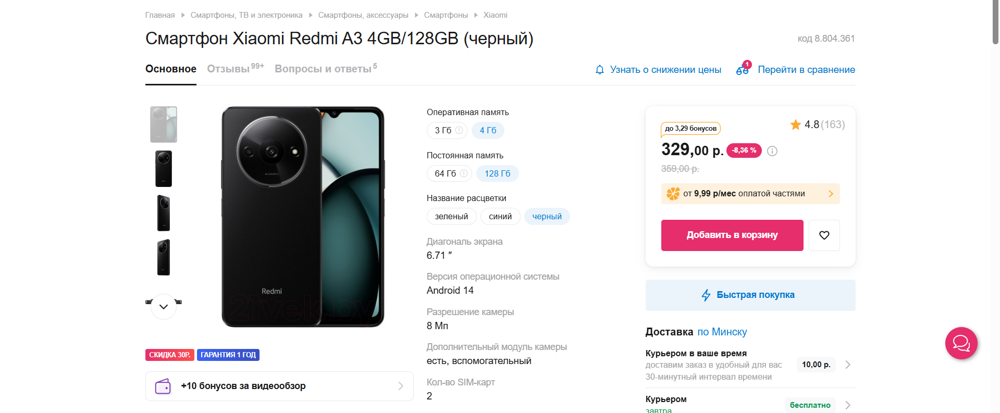 Главная
Смартфоны, ТВ и электроника
Смартфоны, аксессуары
Смартфоны
Xiaomi
Смартфон Xiaomi Redmi A3 4GB/128GB (черный)
код 8.804.361
Основное
Отзывы 99+
Вопросы и ответы 5
Узнать о снижении цены
1
Перейти в сравнение
Redmi
21vek.by
СКИДКА 30Р.
ГАРАНТИЯ 1 ГОД
+10 бонусов за видеообзор
Оперативная память
3 Гб
4 Гб
Постоянная память
64 Гб
128 Гб
Название расцветки
зеленый
синий
черный
Диагональ экрана
6.71 ″
Версия операционной системы
Android 14
Разрешение камеры
8 Мп
Дополнительный модуль камеры
есть, вспомогательный
Кол-во SIM-карт
2
до 3,29 бонусов
4.8 (163)
329,00 р.
-8,36 %
359,00 р.
от 9,99 р/мес оплатой частями
Добавить в корзину
Быстрая покупка
Доставка по Минску
Курьером в ваше время
доставим заказ в удобный для вас
30-минутный интервал времени
10,00 р.
Курьером
завтра
бесплатно